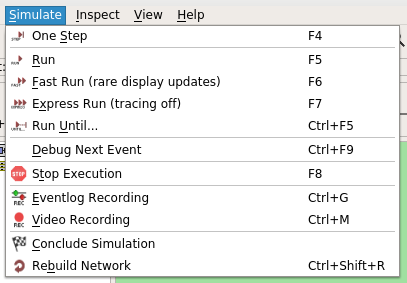 Simulate Inspect View Help
One Step F4
Run F5
Fast Run (rare display updates) F6
Express Run (tracing off) F7
Run Until... Ctrl+F5
Debug Next Event Ctrl+F9
Stop Execution F8
Eventlog Recording Ctrl+G
Video Recording Ctrl+M
Conclude Simulation
Rebuild Network Ctrl+Shift+R